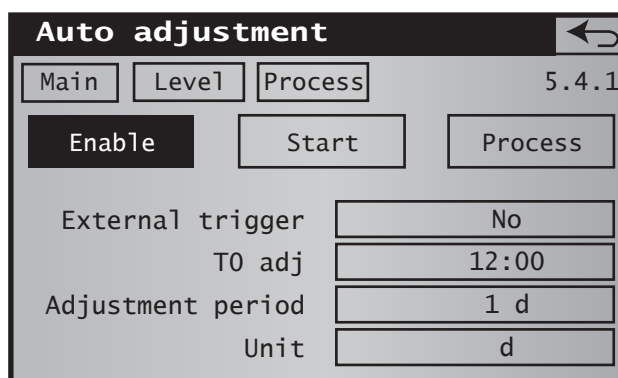 Auto adjustment
Main Level Process 5.4.1
Enable Start Process
External trigger No
T0 adj 12:00
Adjustment period 1 d
Unit d